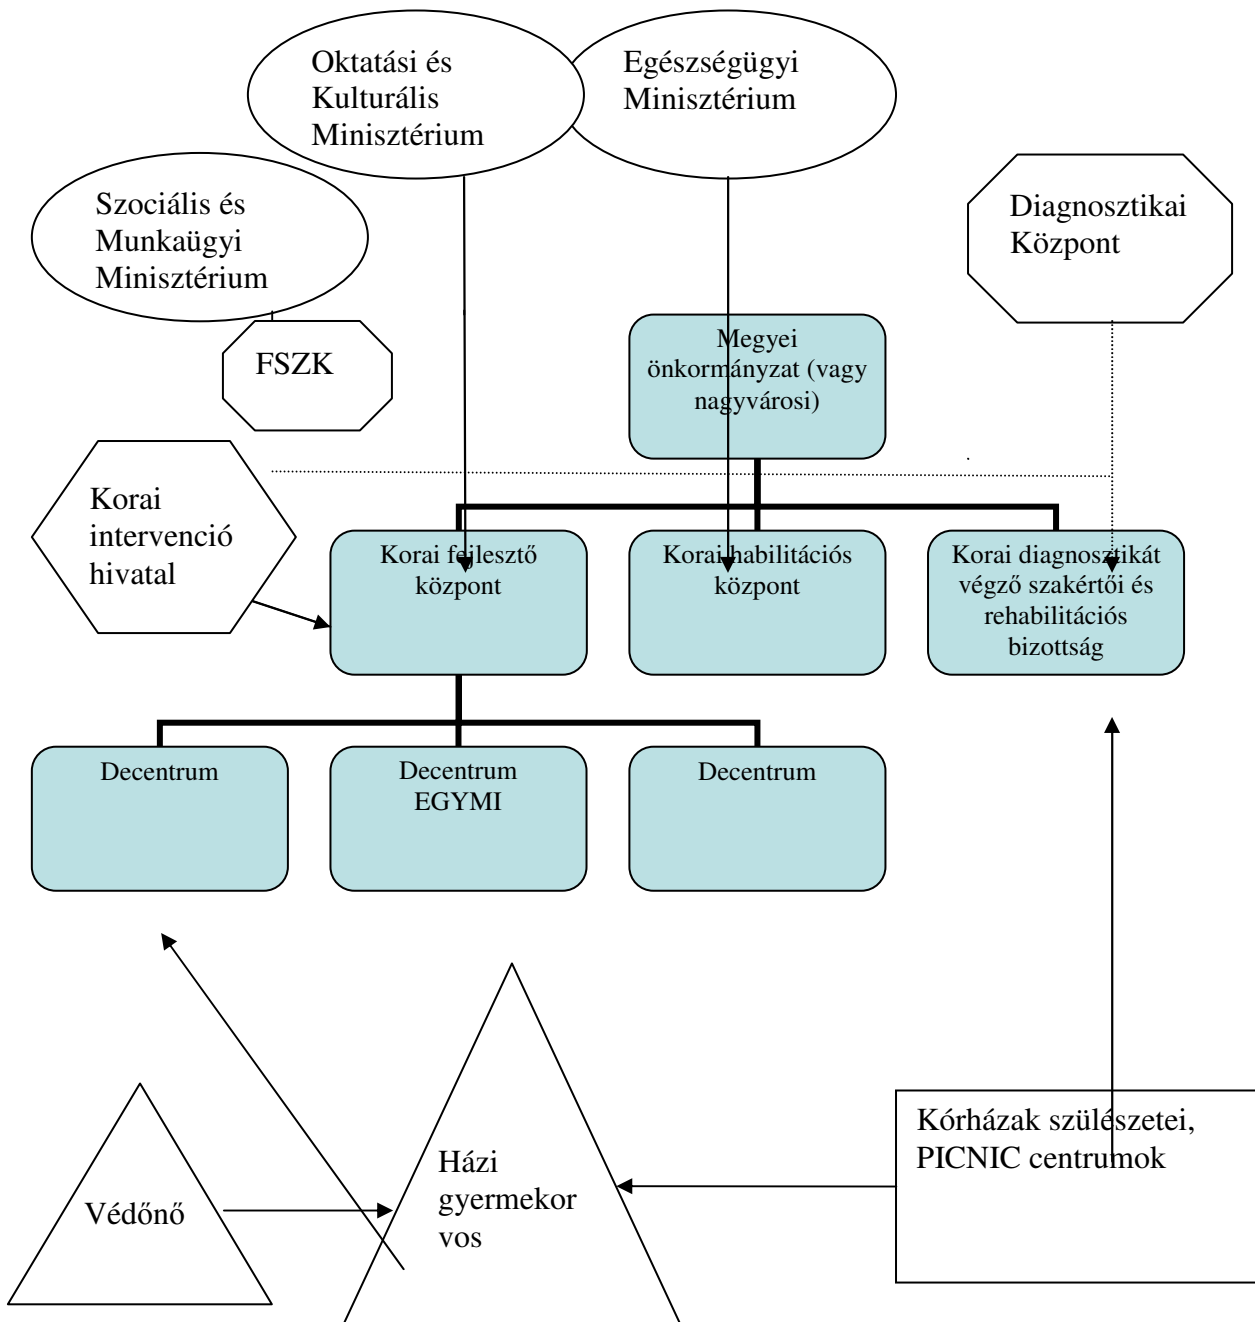 Oktatási és
Kulturális
Minisztérium
Egészségügyi
Minisztérium
Szociális és
Munkaügyi
Minisztérium
Diagnosztikai
Központ
FSZK
Megyei
önkormányzat (vagy
nagyvárosi)
Korai
intervenció
hivatal
Korai fejlesztő
központ
Korai habilitációs
központ
Korai diagnosztikát
végző szakértői és
rehabilitációs
bizottság
Decentrum
Decentrum
EGYMI
Decentrum
Védőnő
Házi
gyermekor
vos
Kórházak szülészetei,
PICNIC centrumok